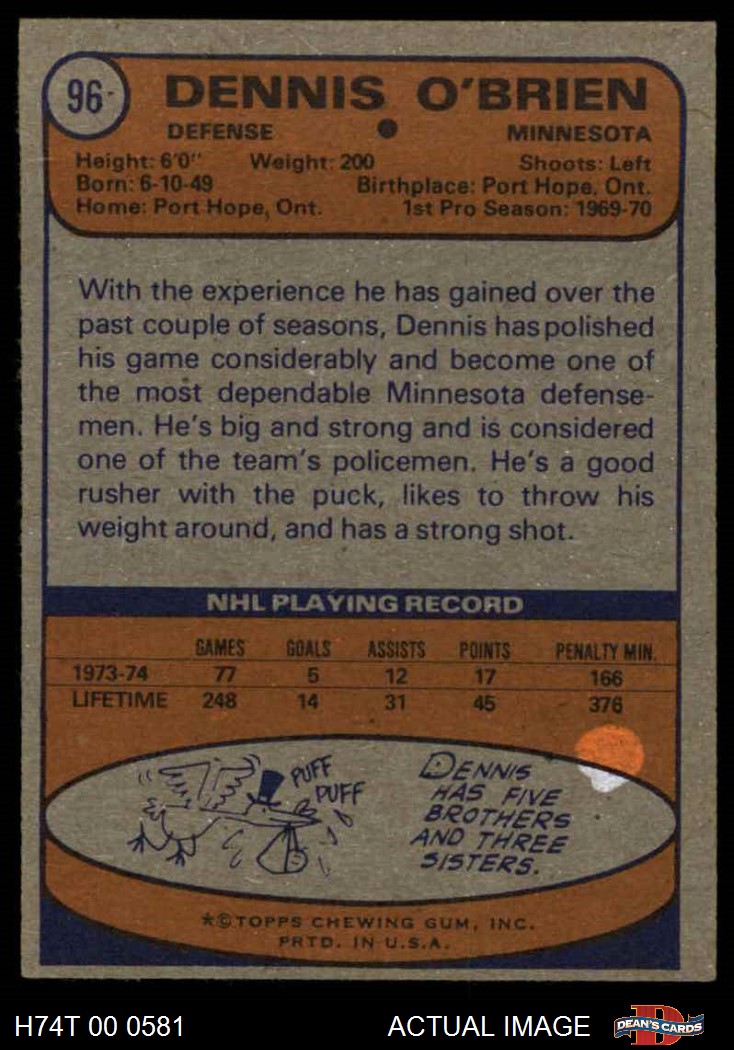 96
DENNIS O'BRIEN
DEFENSE MINNESOTA
Height: 6'0" Weight: 200 Shoots: Left
Born: 6-10-49 Birthplace: Port Hope, Ont.
Home: Port Hope, Ont. 1st Pro Season: 1969-70
With the experience he has gained over the
past couple of seasons, Dennis has polished
his game considerably and become one of
the most dependable Minnesota defense-
men. He's big and strong and is considered
one of the team's policemen. He's a good
rusher with the puck, likes to throw his
weight around, and has a strong shot.
NHL PLAYING RECORD
GAMES GOALS ASSISTS POINTS PENALTY MIN.
1973-74 77 5 12 17 166
LIFETIME 248 14 31 45 376
PUFF
PUFF
DENNIS
HAS FIVE
BROTHERS
AND THREE
SISTERS.
*©TOPPS CHEWING GUM, INC.
PRTD. IN U.S.A.
H74T 00 0581 ACTUAL IMAGE
D
DEAN'S CARDS